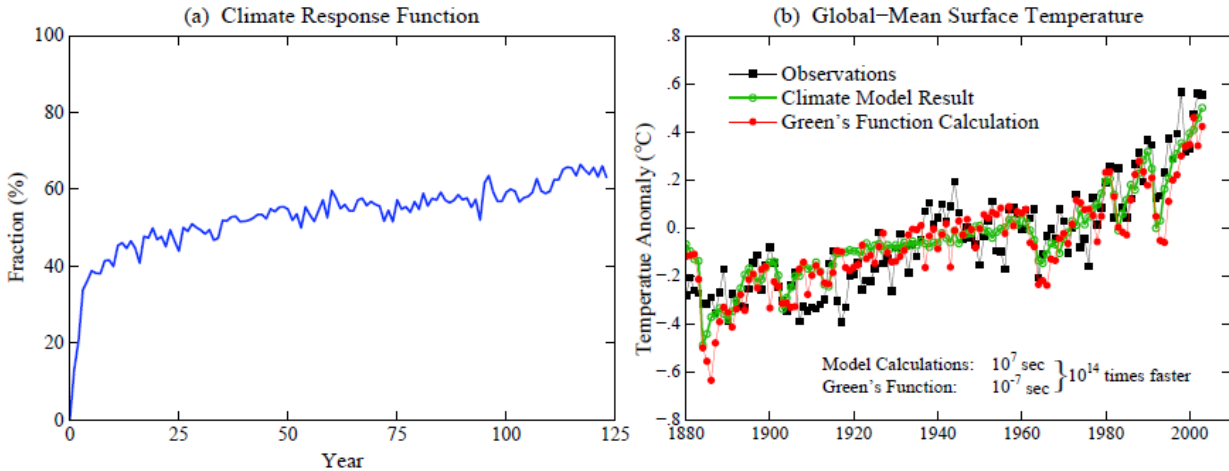 (a) Climate Response Function
100
80
60
40
20
0
0 25 50 75 100 125
Fraction (%)
Year
(b) Global−Mean Surface Temperature
.8
.6
.4
.2
0.
−.2
−.4
−.6
−.8
1880 1900 1920 1940 1960 1980 2000
Temperatue Anomaly (°C)
Observations
Climate Model Result
Green's Function Calculation
Model Calculations: 10⁷ sec
Green's Function: 10⁻⁷ sec
10¹⁴ times faster